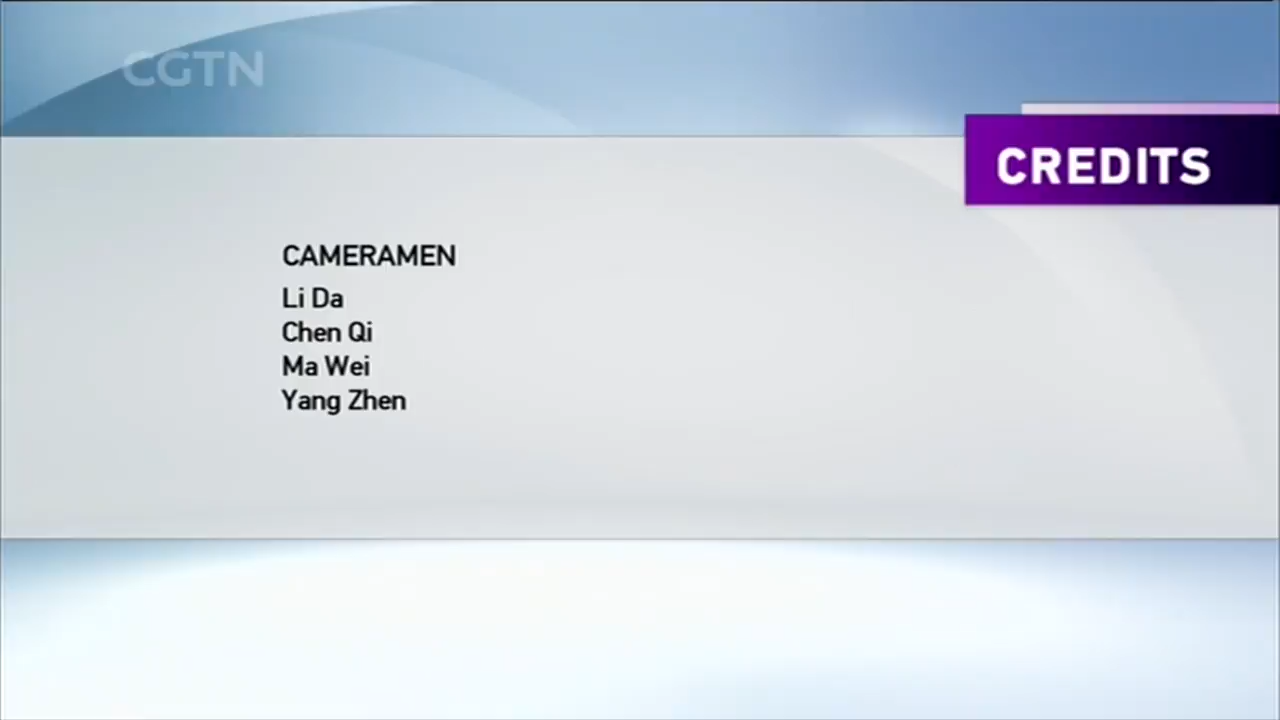 CGTN
CREDITS
CAMERAMEN
Li Da
Chen Qi
Ma Wei
Yang Zhen